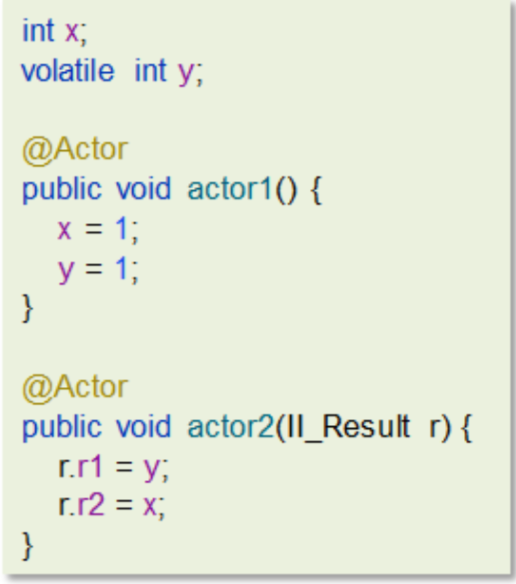 int x;
volatile int y;
@Actor
public void actor1() {
x = 1;
y = 1;
}
@Actor
public void actor2(II_Result r) {
r.r1 = y;
r.r2 = x;
}